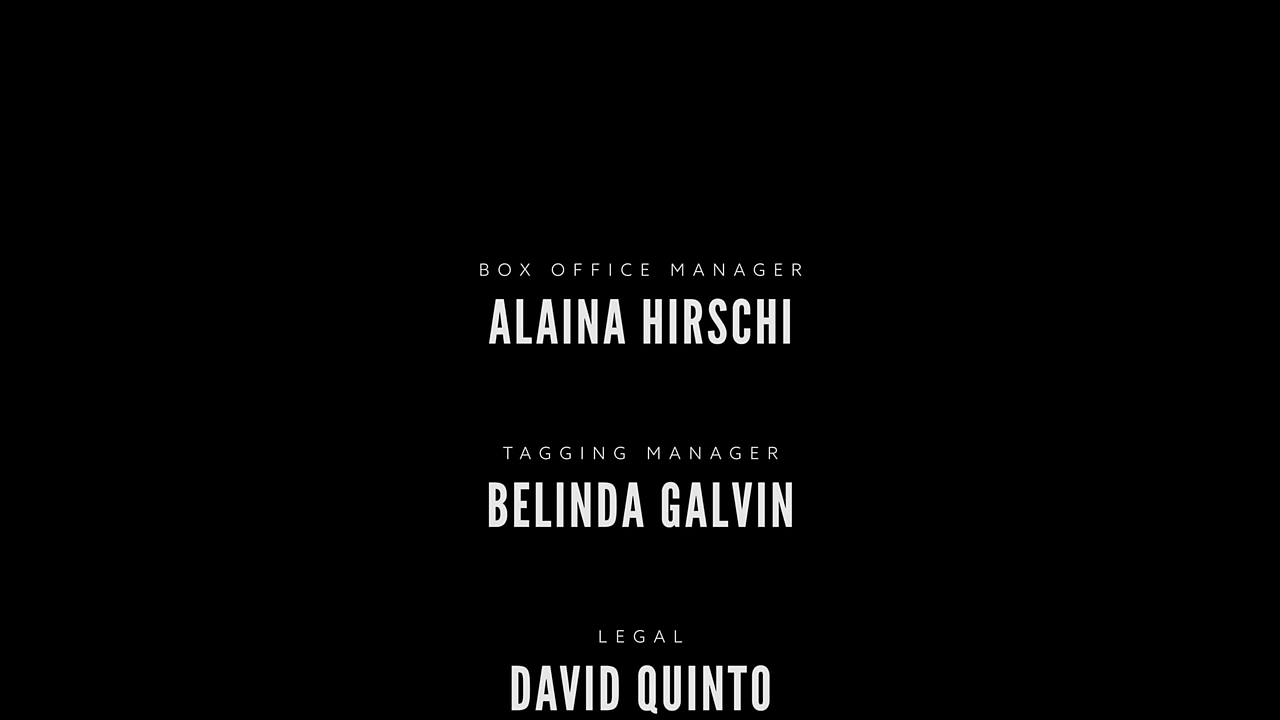 BOX OFFICE MANAGER
ALAINA HIRSCHI
TAGGING MANAGER
BELINDA GALVIN
LEGAL
DAVID QUINTO